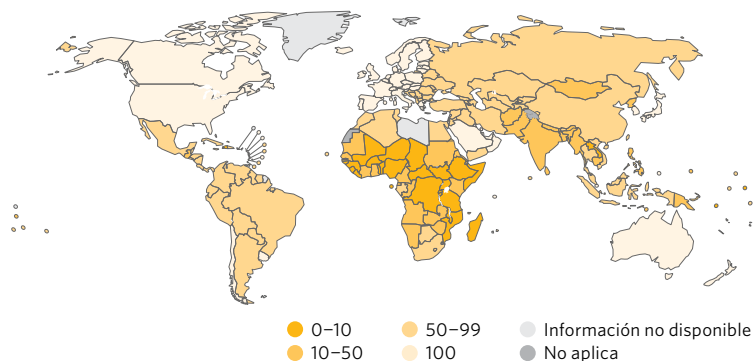 0–10 50–99 Información no disponible
10–50 100 No aplica